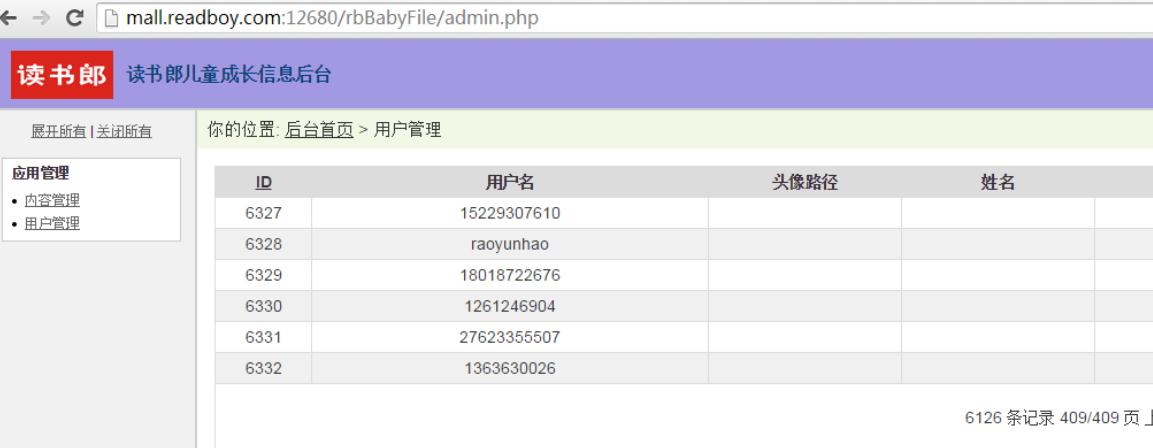 mall.readboy.com:12680/rbBabyFile/admin.php
读书郎 读书郎儿童成长信息后台
展开所有 | 关闭所有
你的位置: 后台首页 > 用户管理
应用管理
• 内容管理
• 用户管理
ID 用户名 头像路径 姓名
6327 15229307610
6328 raoyunhao
6329 18018722676
6330 1261246904
6331 27623355507
6332 1363630026
6126 条记录 409/409 页 上